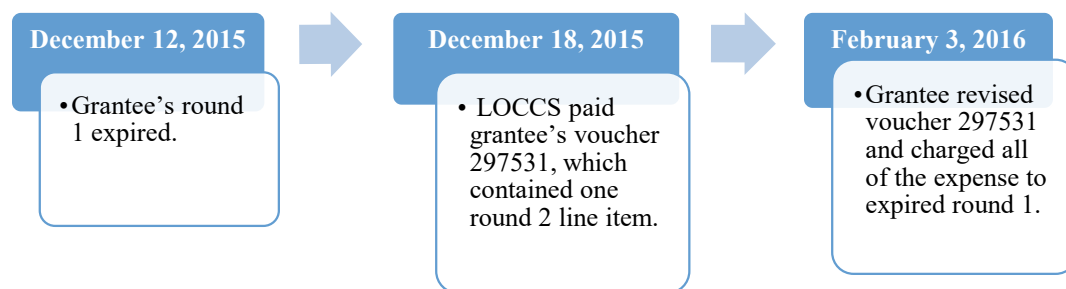 December 12, 2015
•Grantee's round
1 expired.
December 18, 2015
• LOCCS paid
grantee's voucher
297531, which
contained one
round 2 line item.
February 3, 2016
•Grantee revised
voucher 297531
and charged all
of the expense to
expired round 1.